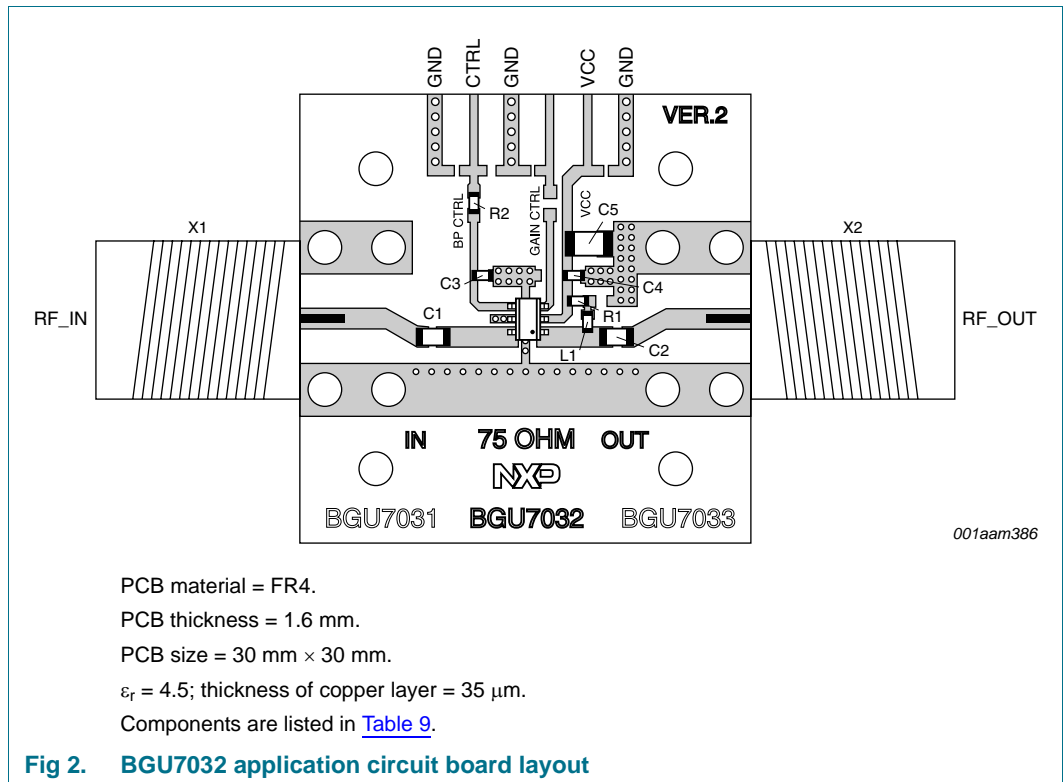 GND
CTRL
GND
VCC
GND
VER.2
BP CTRL
R2
GAIN CTRL
VCC
C5
X1
X2
C3
C4
RF_IN
C1
R1
RF_OUT
L1
C2
IN 75 OHM OUT
NXP
BGU7031 BGU7032 BGU7033
001aam386
PCB material = FR4.
PCB thickness = 1.6 mm.
PCB size = 30 mm × 30 mm.
εr = 4.5; thickness of copper layer = 35 μm.
Components are listed in Table 9.
Fig 2. BGU7032 application circuit board layout